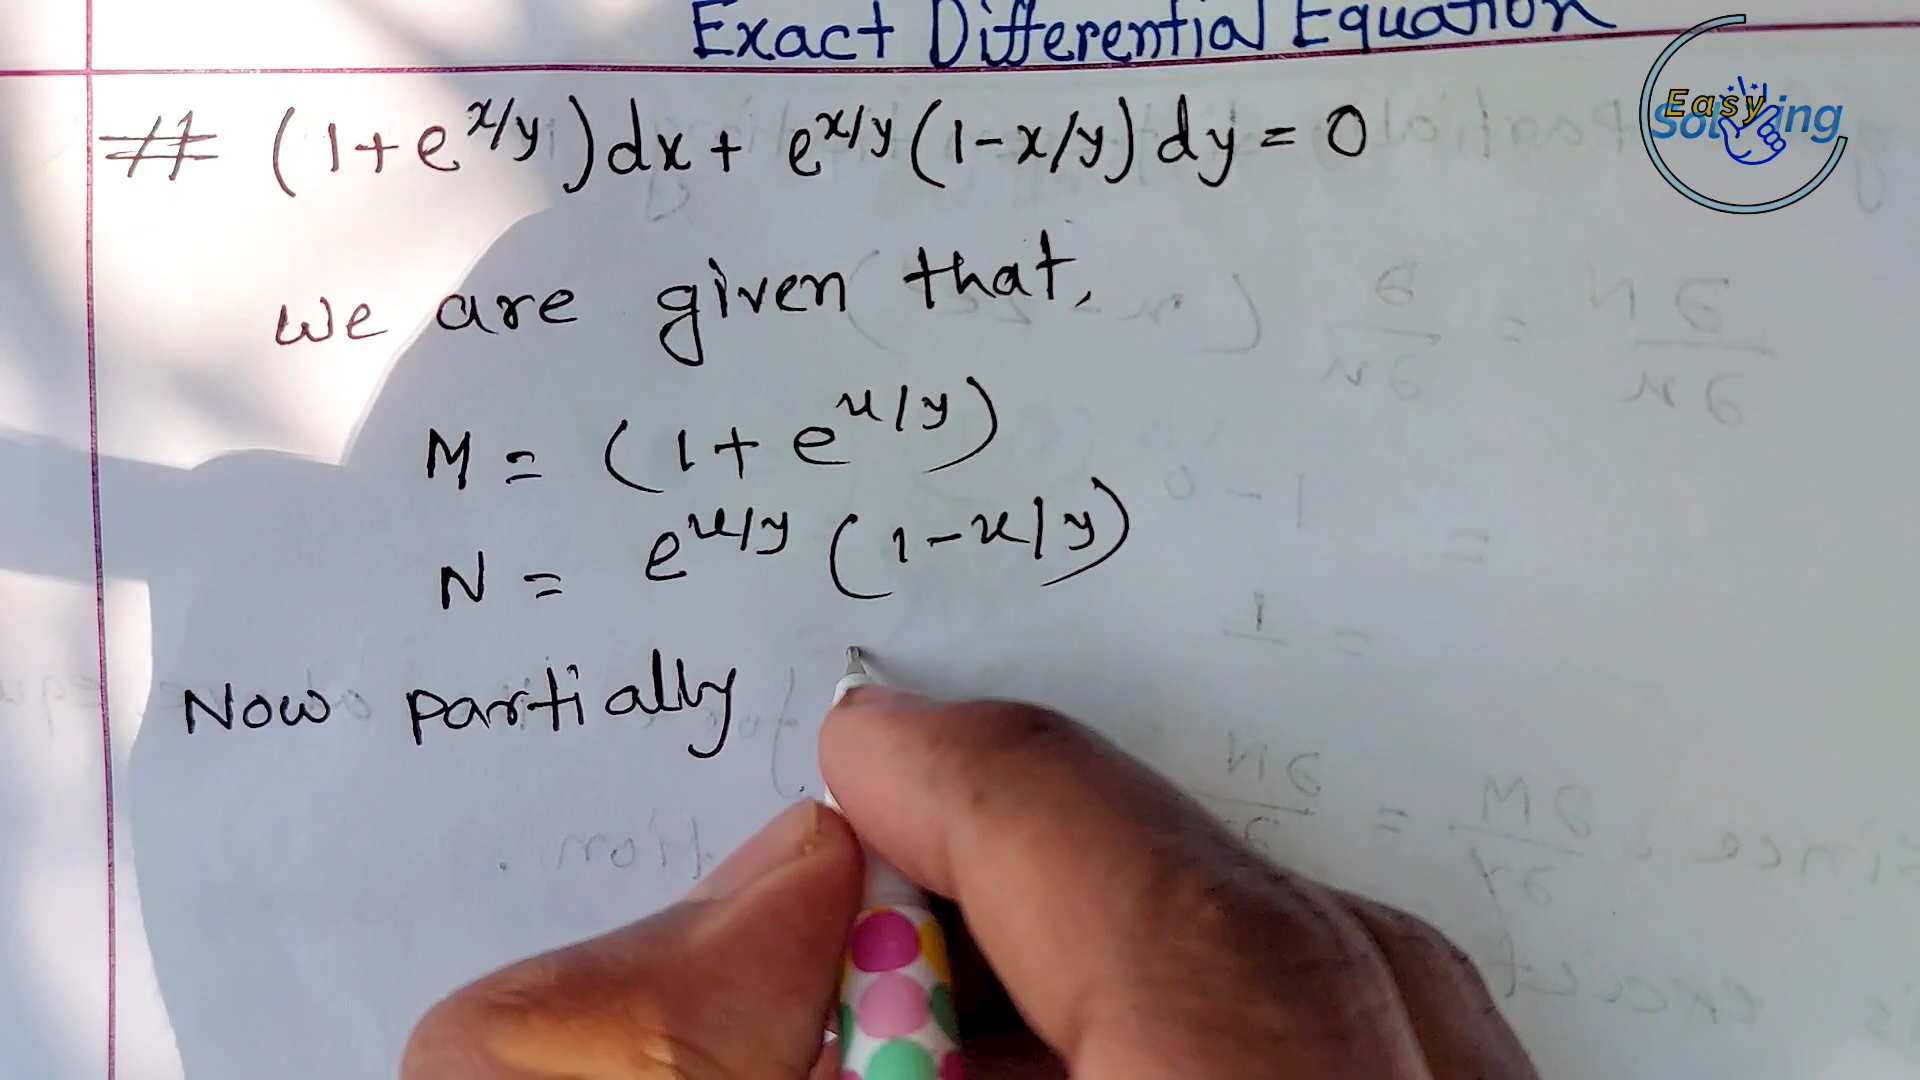 Exact Differential Equation
Easy Solving
# (1+e^x/y)dx + e^x/y(1-x/y)dy = 0
we are given that,
M = (1+e^x/y)
N = e^x/y (1-x/y)
Now partially